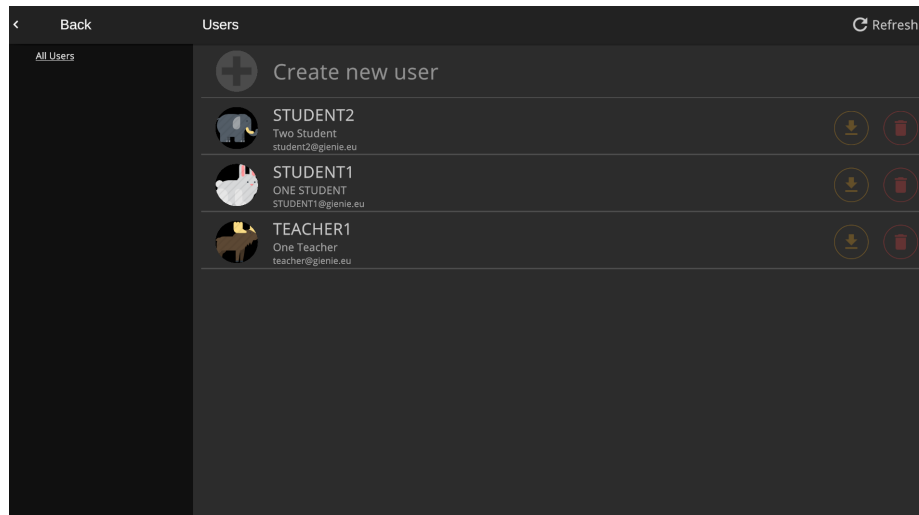 Back
Users
Refresh
All Users
Create new user
STUDENT2
Two Student
student2@gienie.eu
STUDENT1
ONE STUDENT
STUDENT1@gienie.eu
TEACHER1
One Teacher
teacher@gienie.eu